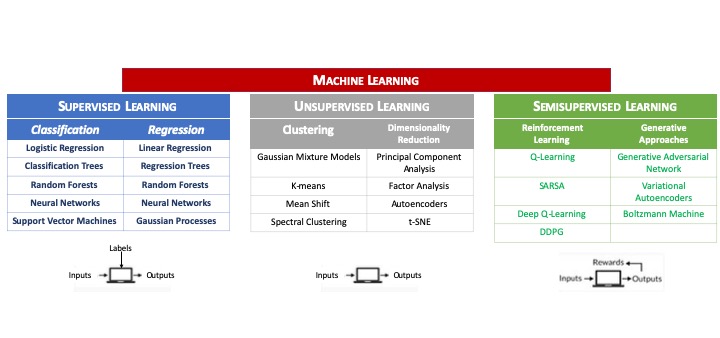 MACHINE LEARNING
SUPERVISED LEARNING
Classification Regression
Logistic Regression Linear Regression
Classification Trees Regression Trees
Random Forests Random Forests
Neural Networks Neural Networks
Support Vector Machines Gaussian Processes
Labels
Inputs Outputs
UNSUPERVISED LEARNING
Clustering Dimensionality
Reduction
Gaussian Mixture Models Principal Component
Analysis
K-means Factor Analysis
Mean Shift Autoencoders
Spectral Clustering t-SNE
Inputs Outputs
SEMISUPERVISED LEARNING
Reinforcement Generative
Learning Approaches
Q-Learning Generative Adversarial
Network
SARSA Variational
Autoencoders
Deep Q-Learning Boltzmann Machine
DDPG
Rewards
Inputs Outputs